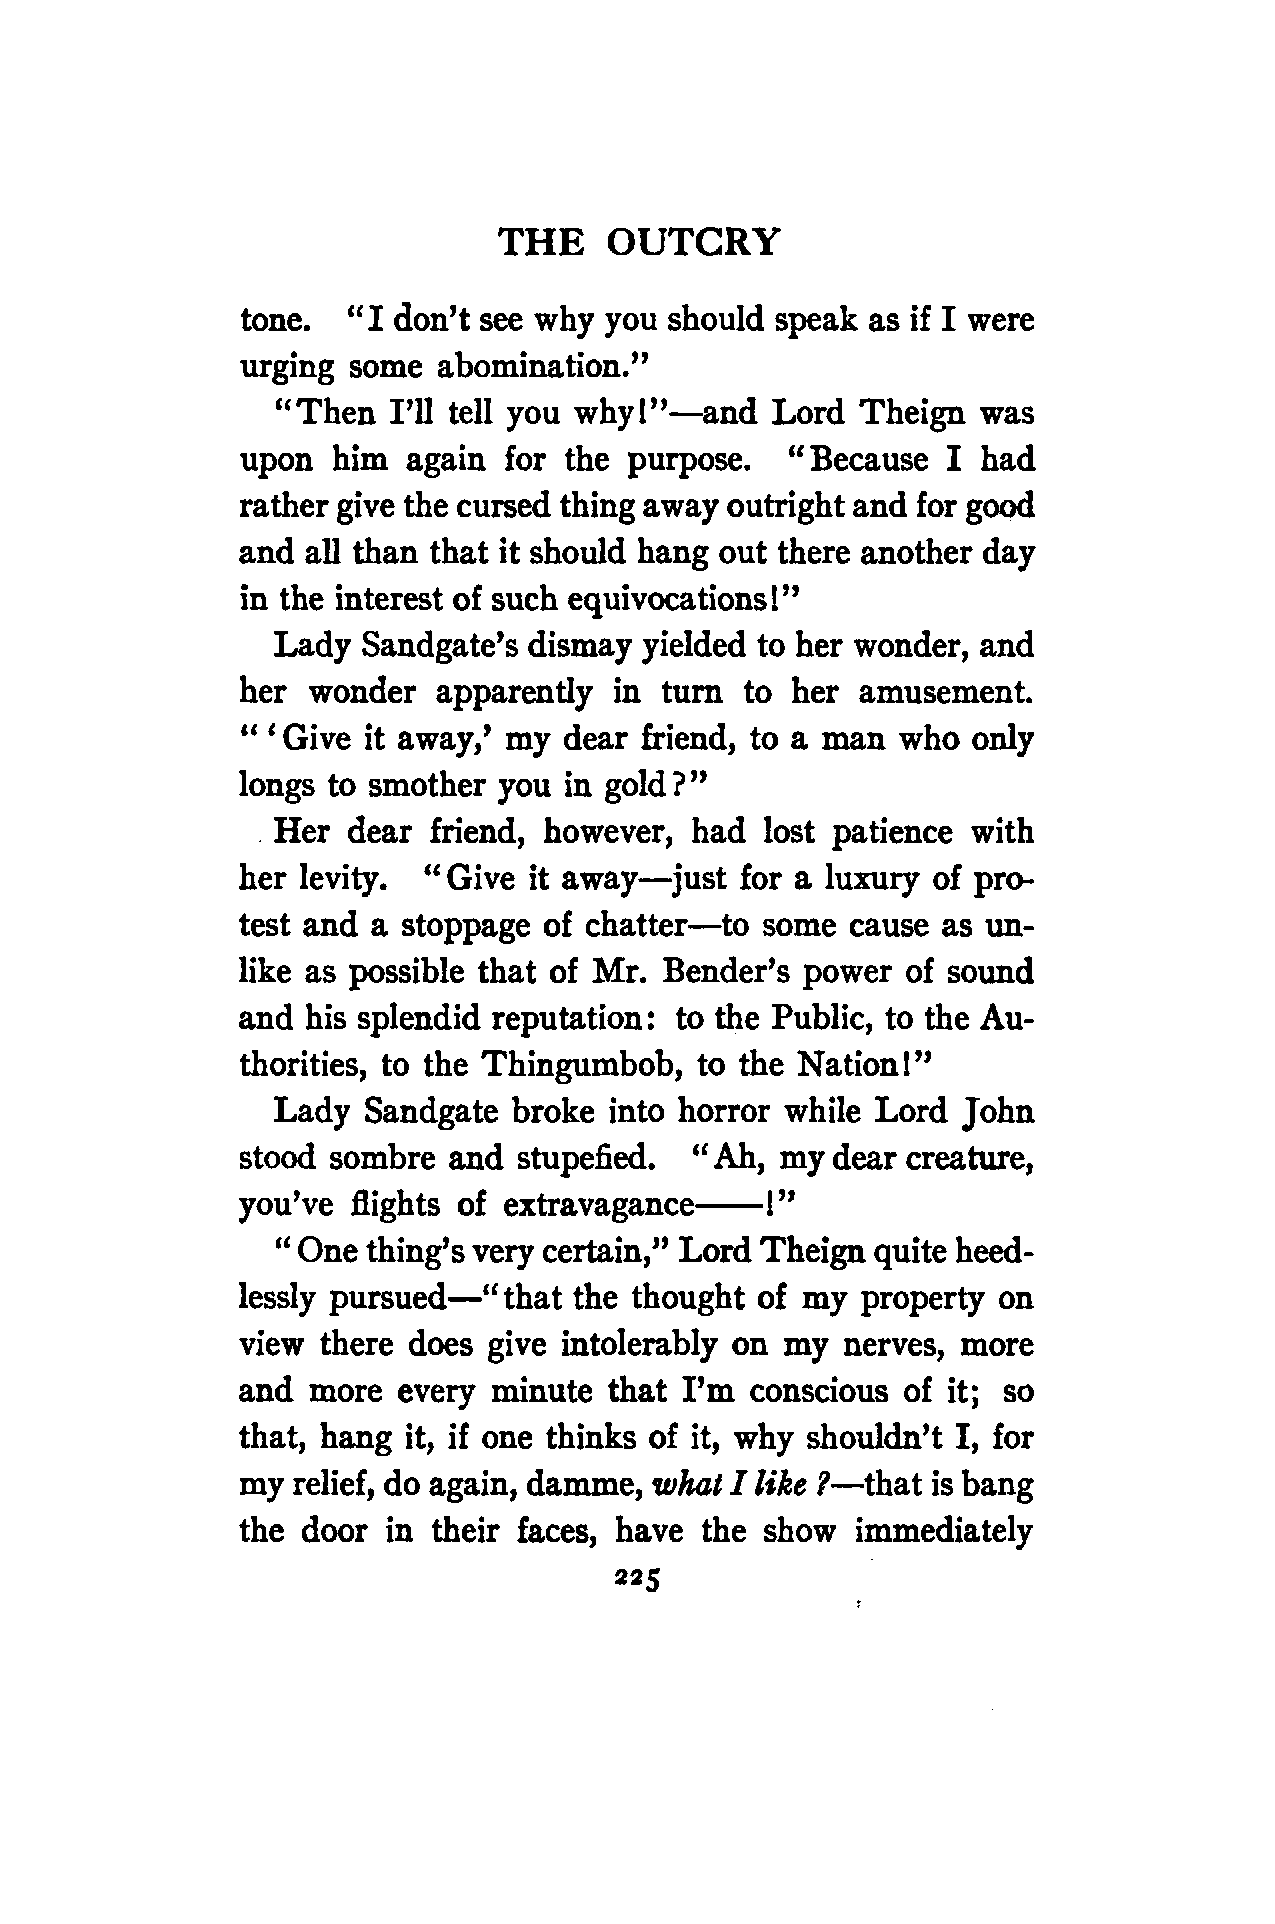 THE OUTCRY
tone. "I don't see why you should speak as if I were
urging some abomination."
"Then I'll tell you why!"—and Lord Theign was
upon him again for the purpose. "Because I had
rather give the cursed thing away outright and for good
and all than that it should hang out there another day
in the interest of such equivocations!"
Lady Sandgate's dismay yielded to her wonder, and
her wonder apparently in turn to her amusement.
"'Give it away,' my dear friend, to a man who only
longs to smother you in gold?"
Her dear friend, however, had lost patience with
her levity. "Give it away—just for a luxury of pro-
test and a stoppage of chatter—to some cause as un-
like as possible that of Mr. Bender's power of sound
and his splendid reputation: to the Public, to the Au-
thorities, to the Thingumbob, to the Nation!"
Lady Sandgate broke into horror while Lord John
stood sombre and stupefied. "Ah, my dear creature,
you've flights of extravagance——!"
"One thing's very certain," Lord Theign quite heed-
lessly pursued—"that the thought of my property on
view there does give intolerably on my nerves, more
and more every minute that I'm conscious of it; so
that, hang it, if one thinks of it, why shouldn't I, for
my relief, do again, damme, what I like?—that is bang
the door in their faces, have the show immediately
225